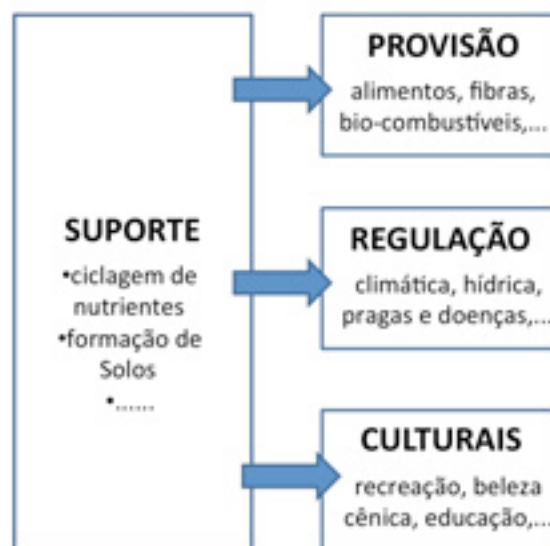 SUPORTE
•ciclagem de
nutrientes
•formação de
Solos
•......
PROVISÃO
alimentos, fibras,
bio-combustíveis,...
REGULAÇÃO
climática, hídrica,
pragas e doenças,...
CULTURAIS
recreação, beleza
cênica, educação,...